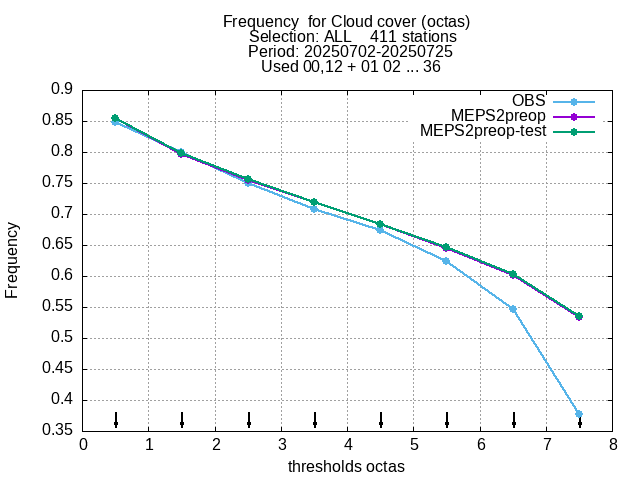 Frequency  for Cloud cover (octas)
Selection: ALL    411 stations
Period: 20250702-20250725
Used 00,12 + 01 02 ... 36
OBS
MEPS2preop
MEPS2preop-test
Frequency
0.9
0.85
0.8
0.75
0.7
0.65
0.6
0.55
0.5
0.45
0.4
0.35
0 1 2 3 4 5 6 7 8
thresholds octas